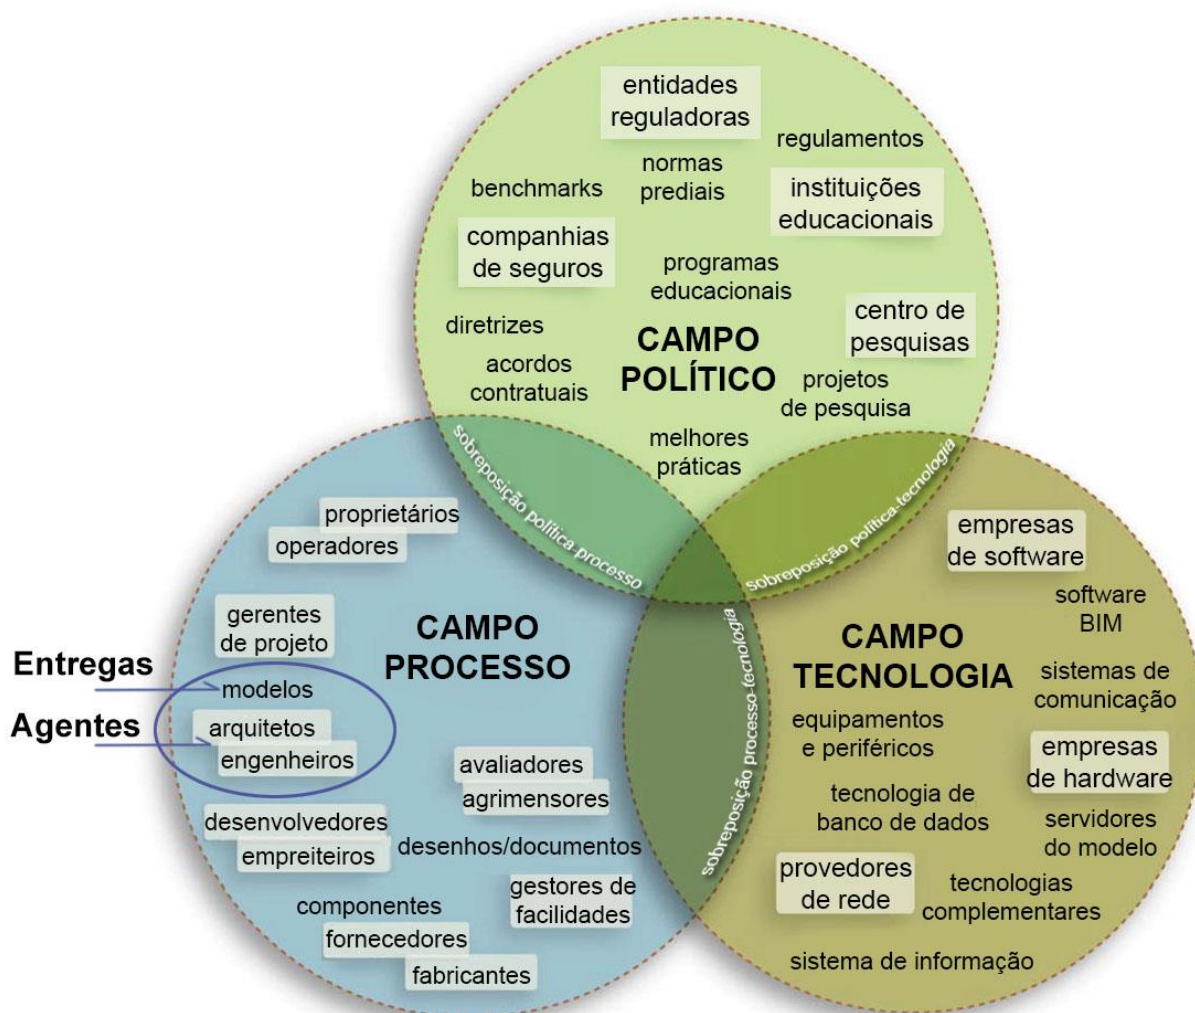 entidades
reguladoras
regulamentos
normas
prediais
benchmarks
instituições
educacionais
companhias
de seguros
programas
educacionais
centro de
pesquisas
diretrizes
CAMPO
POLÍTICO
acordos
contratuais
projetos
de pesquisa
melhores
práticas
sobreposição política-processo
sobreposição política-tecnologia
sobreposição processo-tecnologia
proprietários
operadores
gerentes
de projeto
CAMPO
PROCESSO
Entregas
modelos
Agentes
arquitetos
engenheiros
avaliadores
agrimensores
desenvolvedores
empreiteiros
desenhos/documentos
gestores de
facilidades
componentes
fornecedores
fabricantes
empresas
de software
software
BIM
CAMPO
TECNOLOGIA
sistemas de
comunicação
equipamentos
e periféricos
empresas
de hardware
tecnologia de
banco de dados
servidores
do modelo
provedores
de rede
tecnologias
complementares
sistema de informação